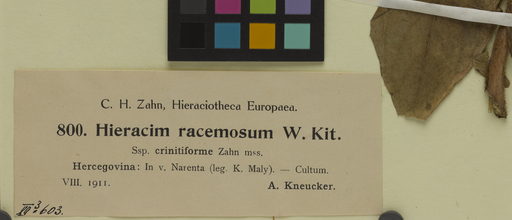 C. H. Zahn, Hieraciotheca Europaea.
800. Hieracim racemosum W. Kit.
Ssp. crinitiforme Zahn mss.
Hercegovina: In v. Narenta (leg. K. Maly). — Cultum.
VIII. 1911. A. Kneucker.
603.